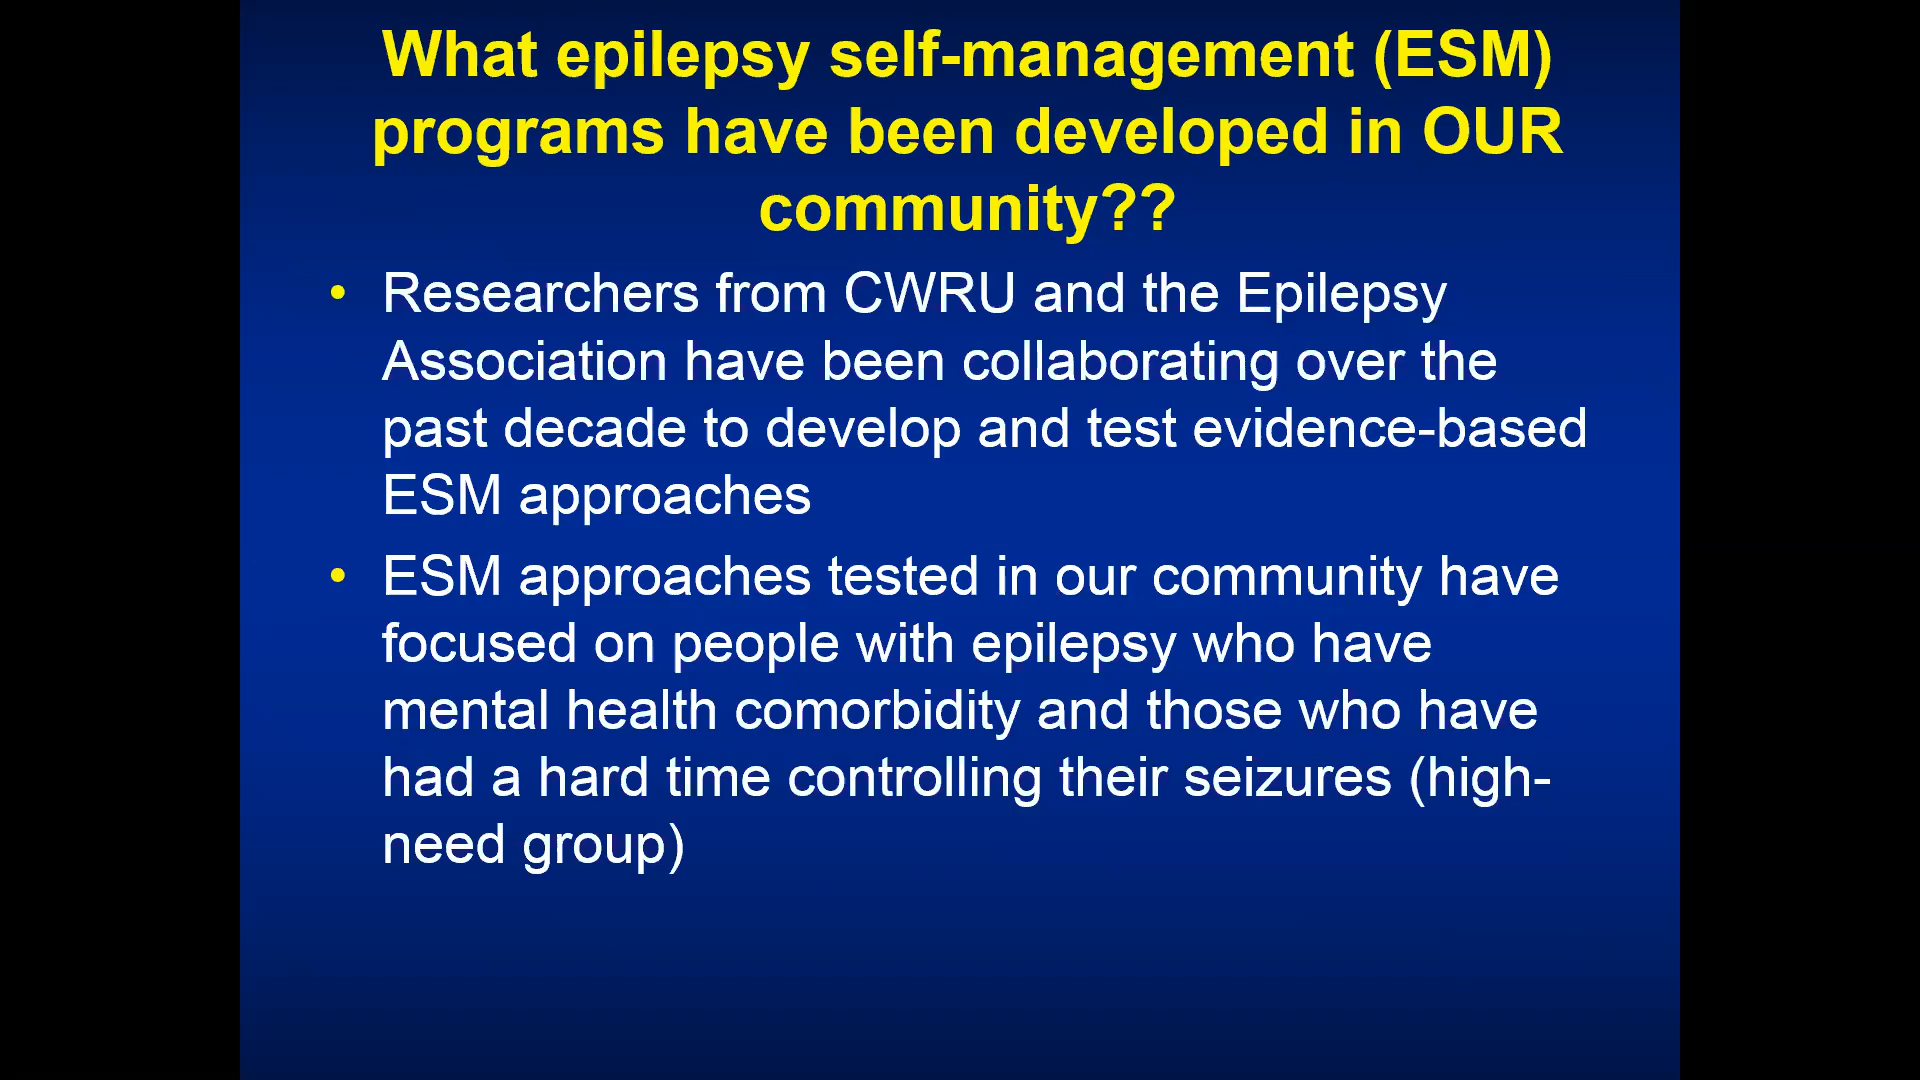 What epilepsy self-management (ESM)
programs have been developed in OUR
community??
• Researchers from CWRU and the Epilepsy
Association have been collaborating over the
past decade to develop and test evidence-based
ESM approaches
• ESM approaches tested in our community have
focused on people with epilepsy who have
mental health comorbidity and those who have
had a hard time controlling their seizures (high-
need group)